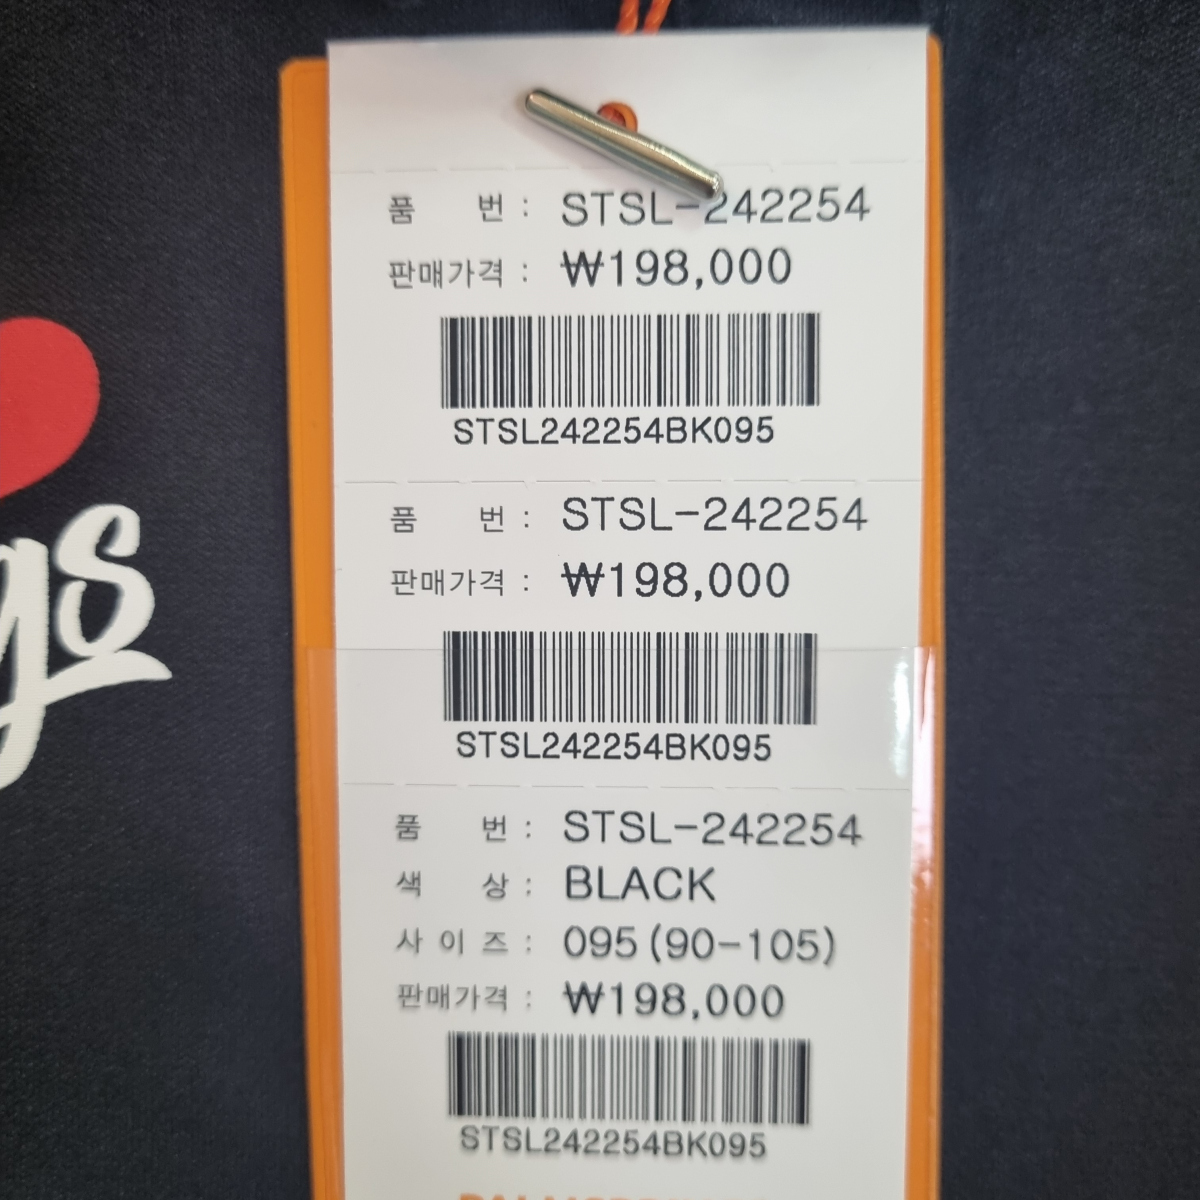 품 번 : STSL-242254
판매가격 : ₩198,000
STSL242254BK095
품 번 : STSL-242254
판매가격 : ₩198,000
STSL242254BK095
gs
품 번 : STSL-242254
색 상 : BLACK
사 이 즈 : 095(90-105)
판매가격 : ₩198,000
STSL242254BK095